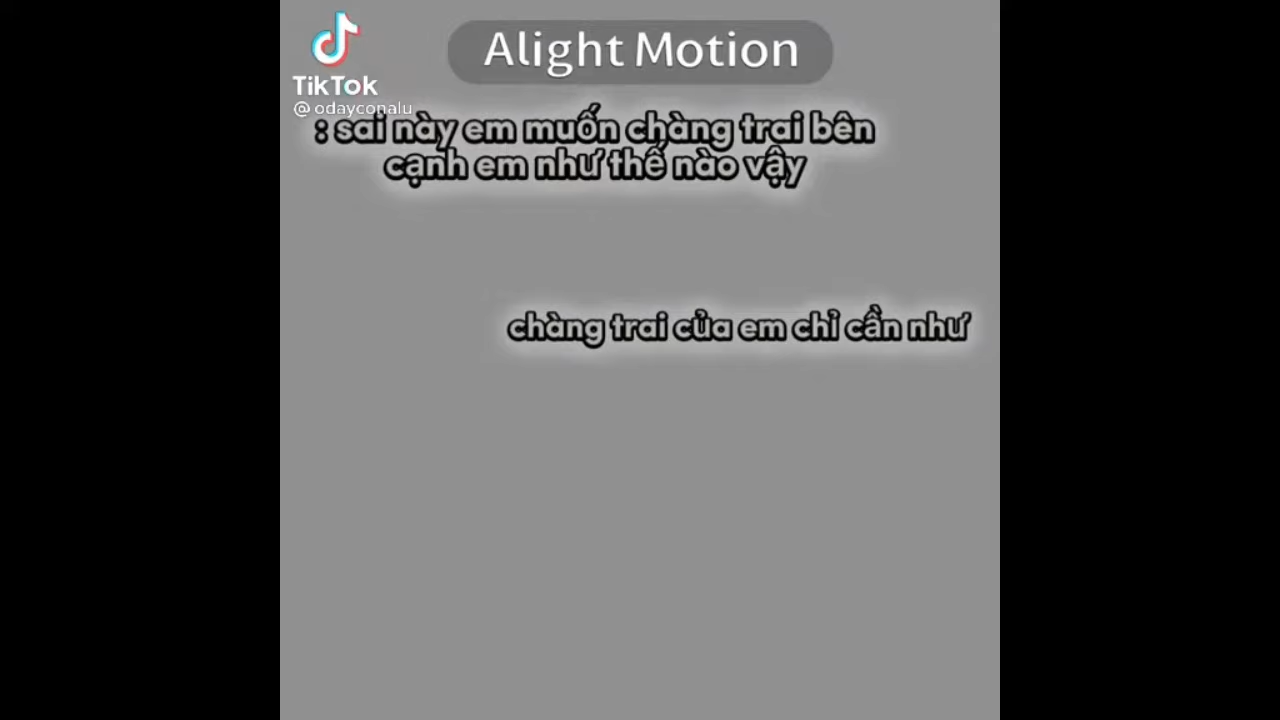 TikTok
@odayconalu
Alight Motion
: sai này em muốn chàng trai bên
cạnh em như thế nào vậy
chàng trai của em chỉ cần như